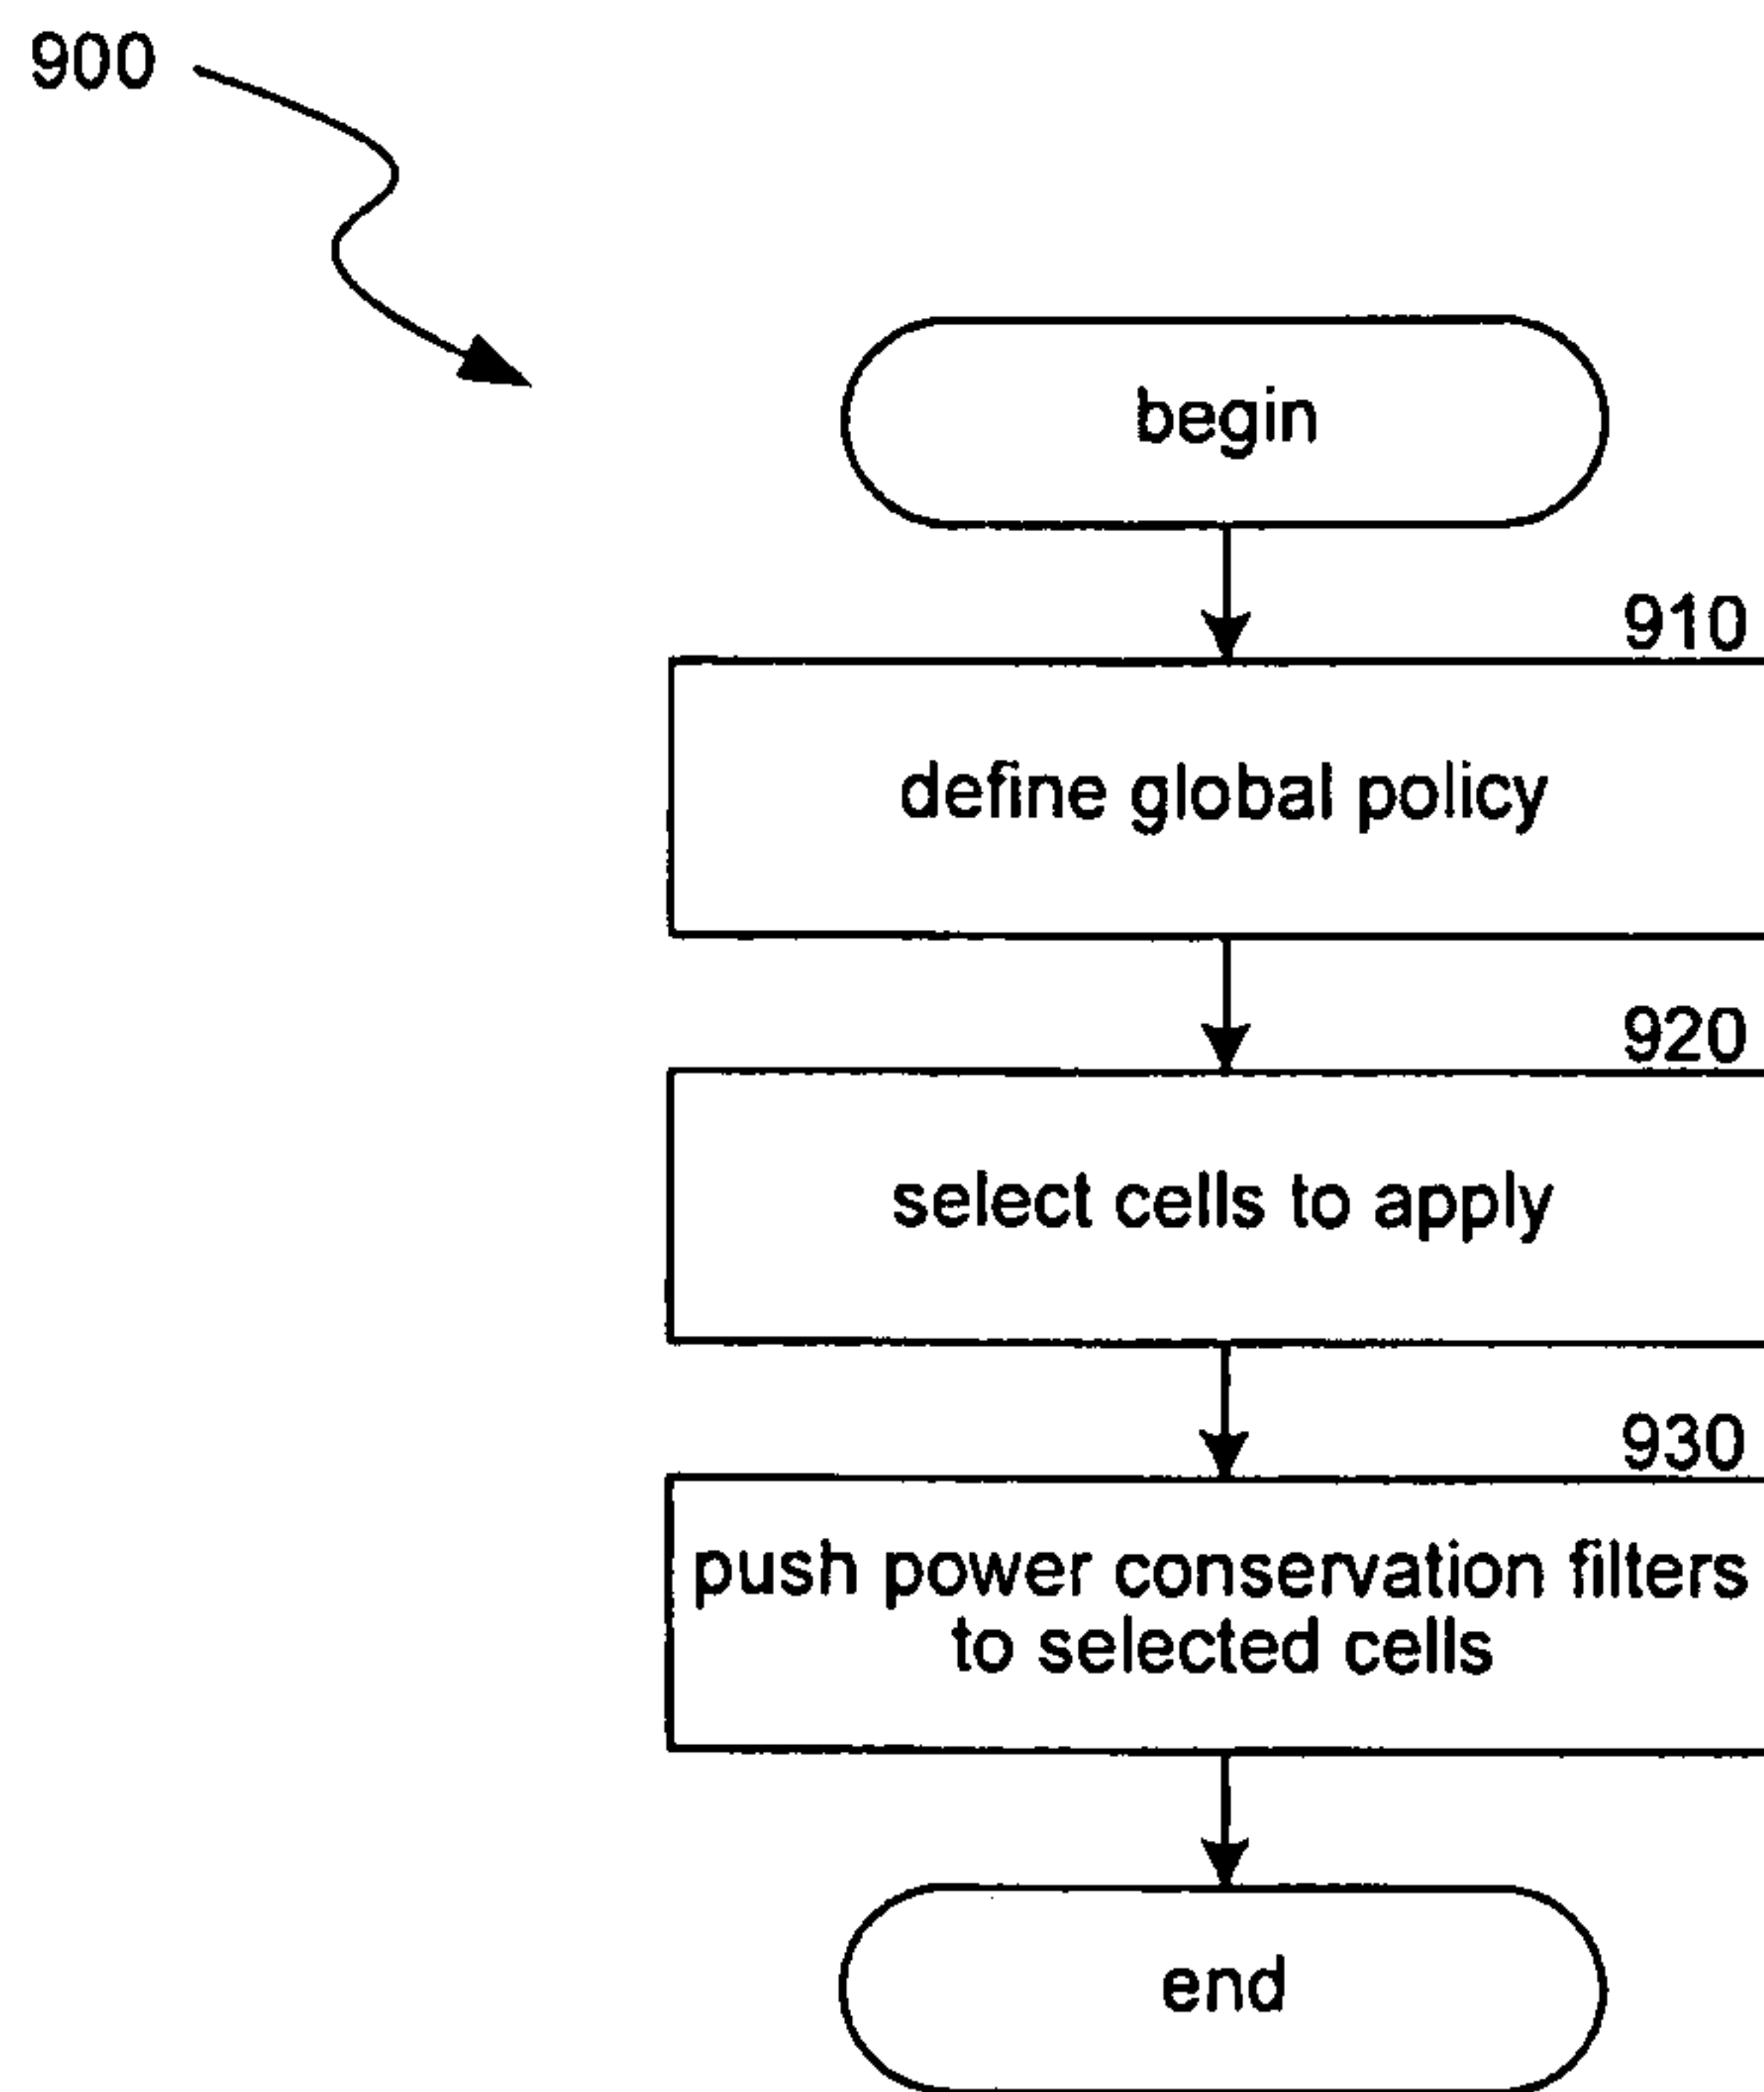 900
begin
910
define global policy
920
select cells to apply
930
push power conservation filters
to selected cells
end